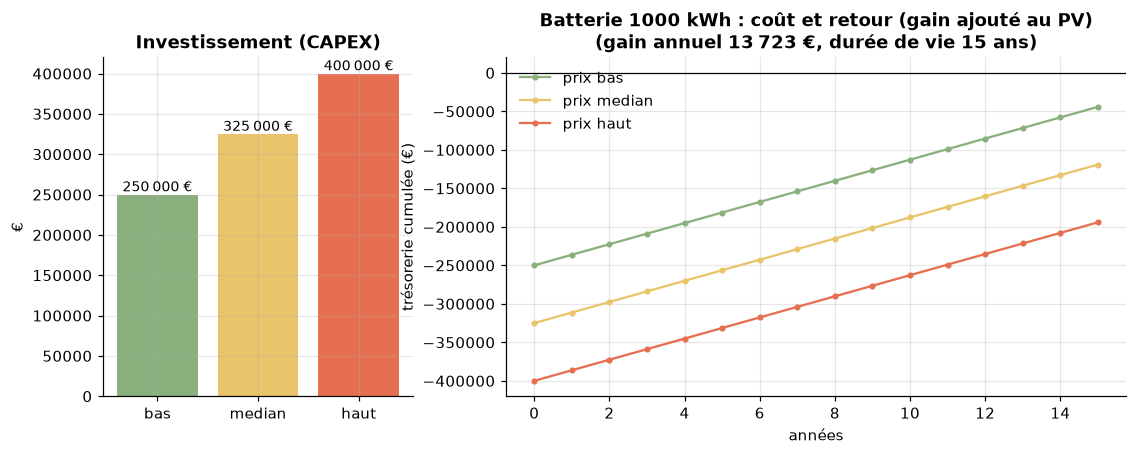 Investissement (CAPEX)
€
400000
350000
300000
250000
200000
150000
100000
50000
0
250 000 €
325 000 €
400 000 €
bas
median
haut
Batterie 1000 kWh : coût et retour (gain ajouté au PV)
(gain annuel 13 723 €, durée de vie 15 ans)
trésorerie cumulée (€)
0
−50000
−100000
−150000
−200000
−250000
−300000
−350000
−400000
prix bas
prix median
prix haut
0
2
4
6
8
10
12
14
années